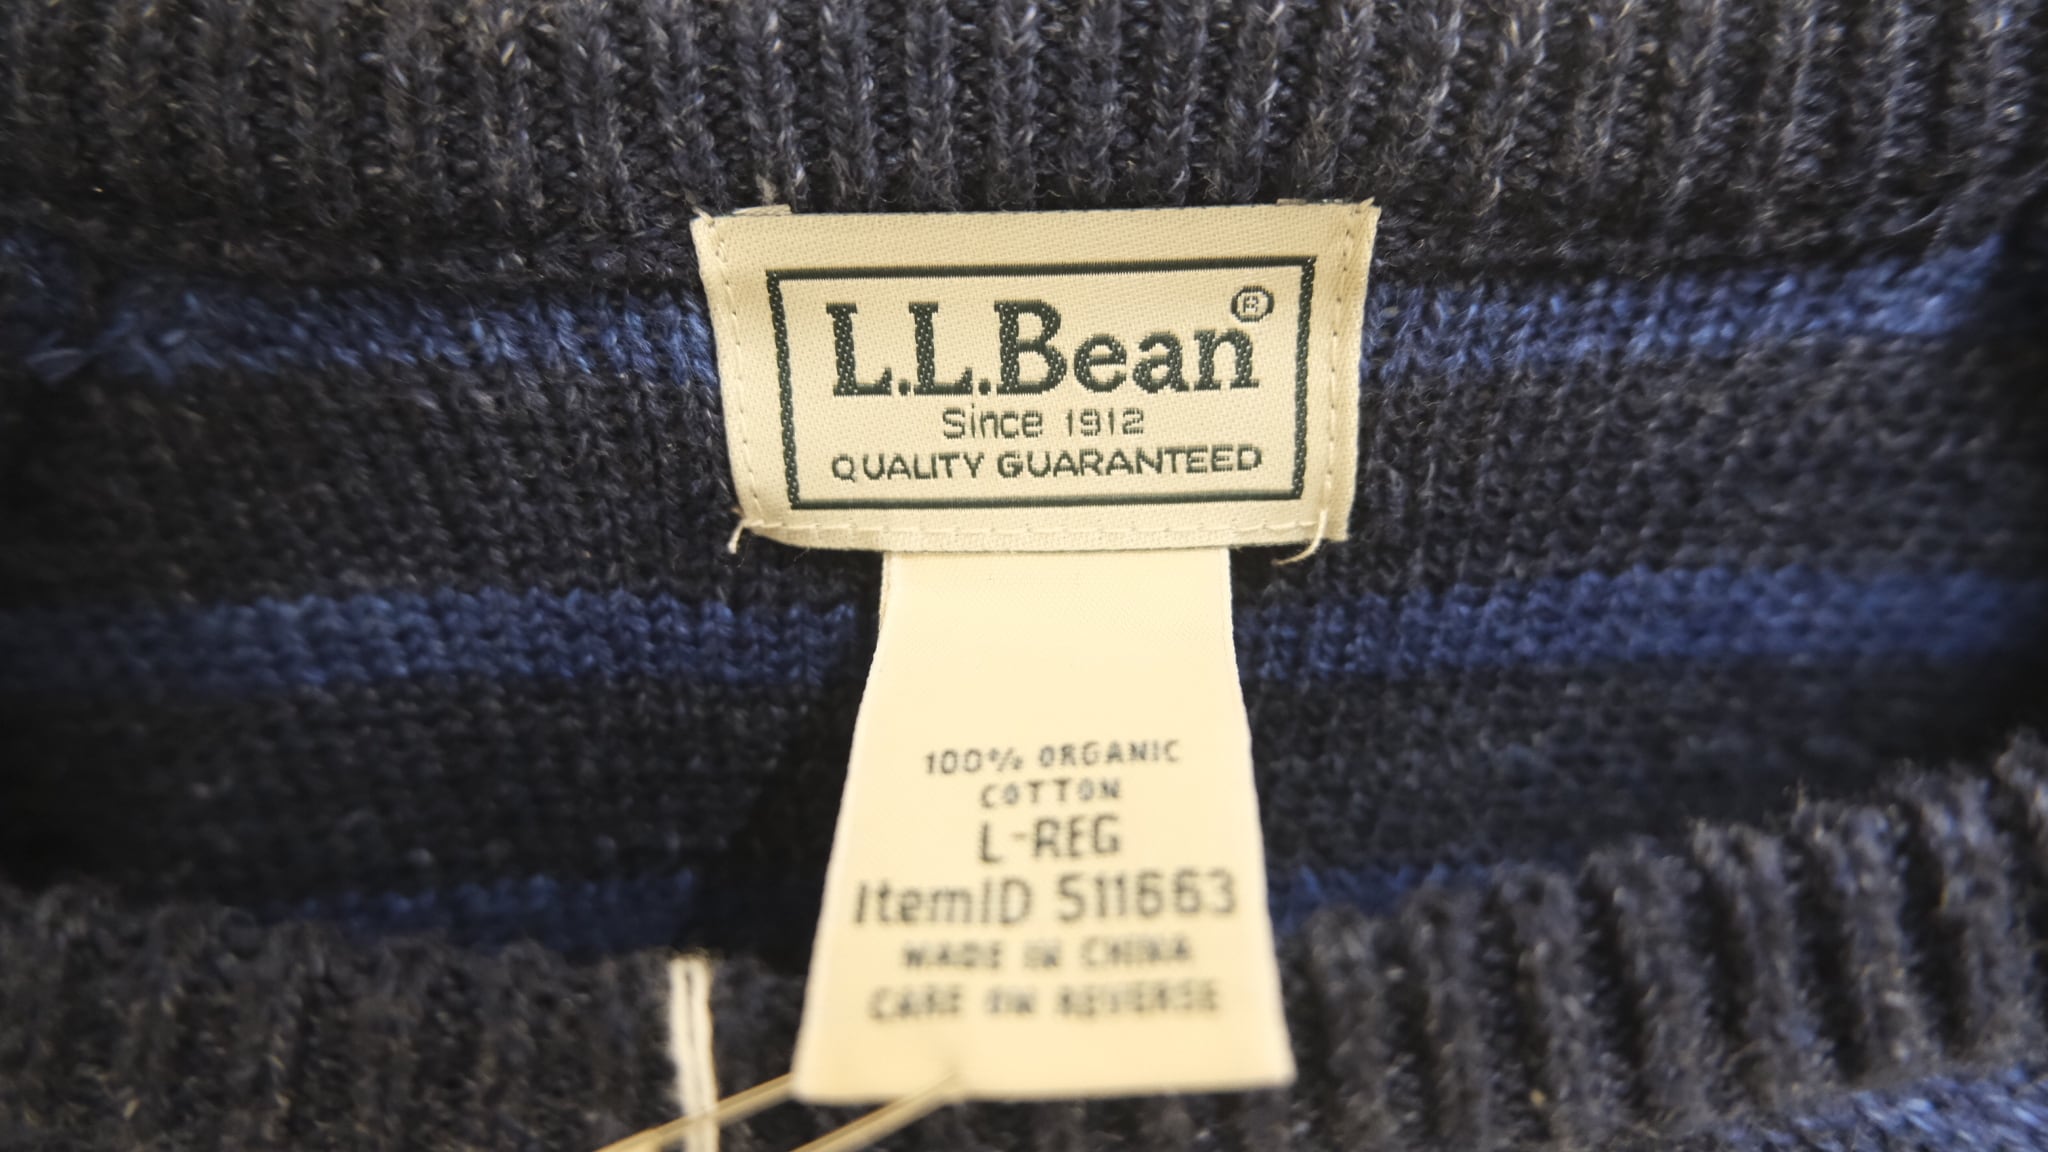 L.L.Bean®
Since 1912
QUALITY GUARANTEED
100% ORGANIC
COTTON
L-REG
ItemID 511663
MADE IN CHINA
CARE ON REVERSE